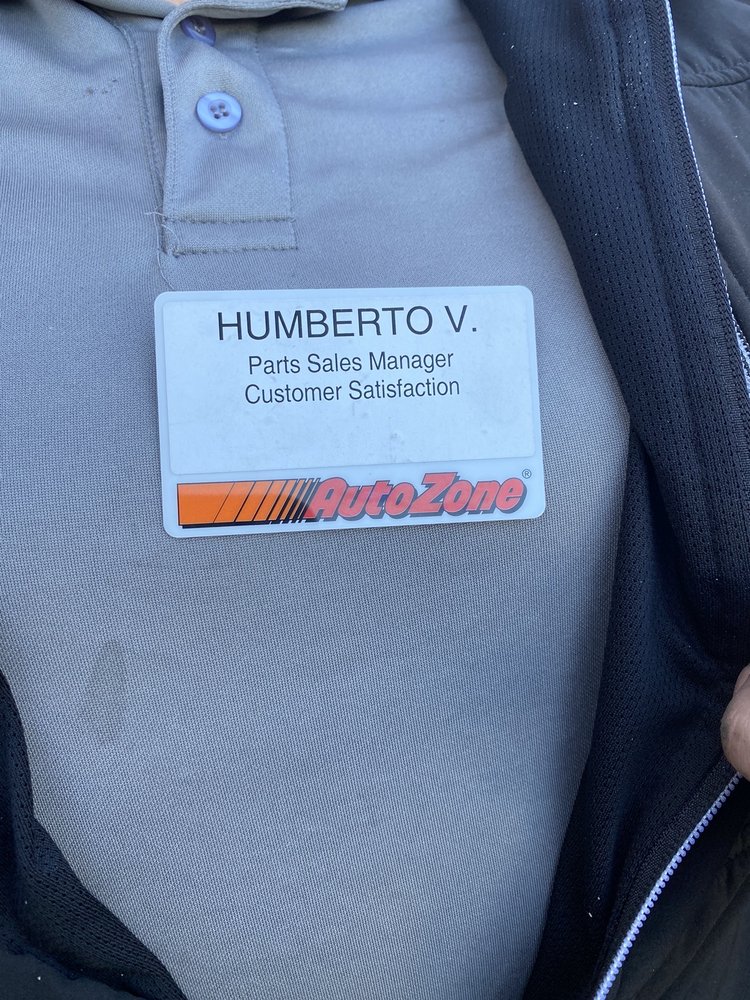 HUMBERTO V.
Parts Sales Manager
Customer Satisfaction
AutoZone®